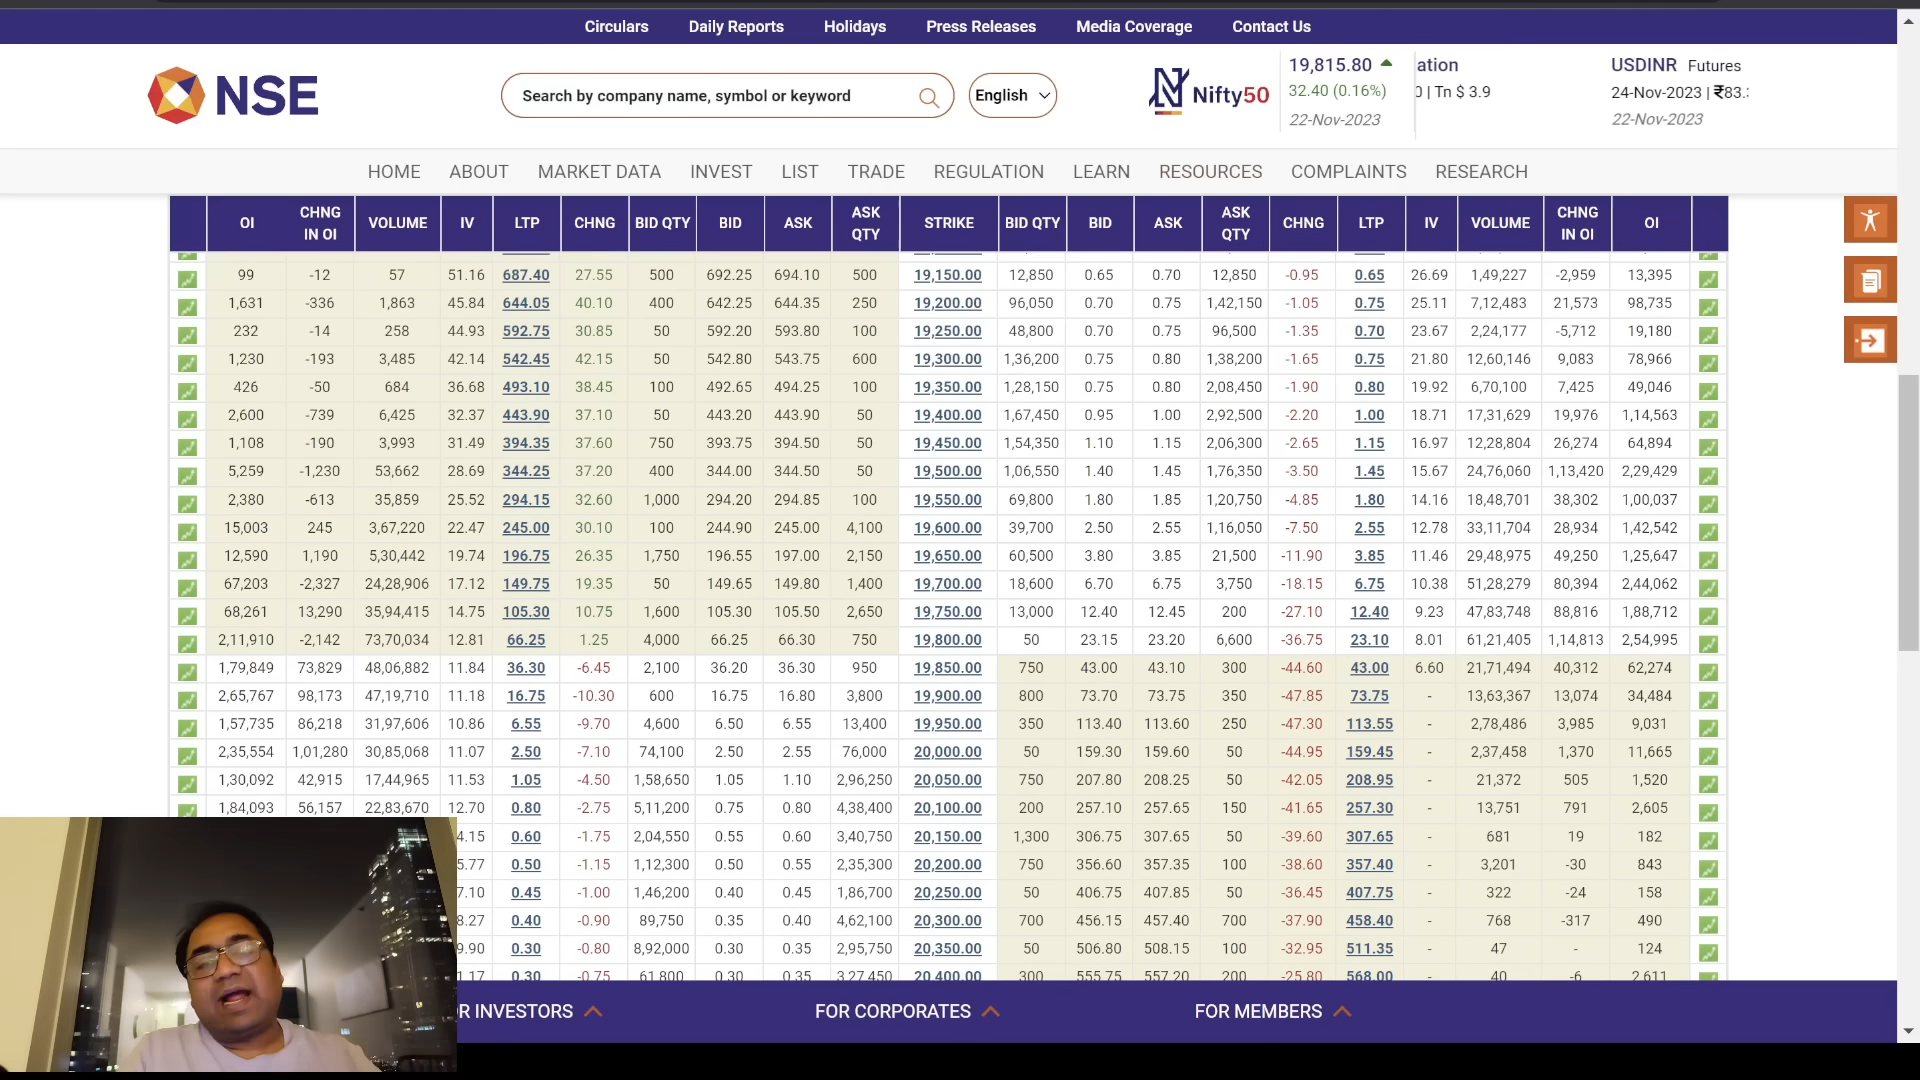 Circulars Daily Reports Holidays Press Releases Media Coverage Contact Us
NSE
Search by company name, symbol or keyword
English
Nifty50
19,815.80
32.40 (0.16%)
22-Nov-2023
ation
0 | Tn $ 3.9
USDINR Futures
24-Nov-2023 | ₹83.
22-Nov-2023
HOME ABOUT MARKET DATA INVEST LIST TRADE REGULATION LEARN RESOURCES COMPLAINTS RESEARCH
OI CHNG IN OI VOLUME IV LTP CHNG BID QTY BID ASK ASK QTY STRIKE BID QTY BID ASK ASK QTY CHNG LTP IV VOLUME CHNG IN OI OI
99 -12 57 51.16 687.40 27.55 500 692.25 694.10 500 19,150.00 12,850 0.65 0.70 12,850 -0.95 0.65 26.69 1,49,227 -2,959 13,395
1,631 -336 1,863 45.84 644.05 40.10 400 642.25 644.35 250 19,200.00 96,050 0.70 0.75 1,42,150 -1.05 0.75 25.11 7,12,483 21,573 98,735
232 -14 258 44.93 592.75 30.85 50 592.20 593.80 100 19,250.00 48,800 0.70 0.75 96,500 -1.35 0.70 23.67 2,24,177 -5,712 19,180
1,230 -193 3,485 42.14 542.45 42.15 50 542.80 543.75 600 19,300.00 1,36,200 0.75 0.80 1,38,200 -1.65 0.75 21.80 12,60,146 9,083 78,966
426 -50 684 36.68 493.10 38.45 100 492.65 494.25 100 19,350.00 1,28,150 0.75 0.80 2,08,450 -1.90 0.80 19.92 6,70,100 7,425 49,046
2,600 -739 6,425 32.37 443.90 37.10 50 443.20 443.90 50 19,400.00 1,67,450 0.95 1.00 2,92,500 -2.20 1.00 18.71 17,31,629 19,976 1,14,563
1,108 -190 3,993 31.49 394.35 37.60 750 393.75 394.50 50 19,450.00 1,54,350 1.10 1.15 2,06,300 -2.65 1.15 16.97 12,28,804 26,274 64,894
5,259 -1,230 53,662 28.69 344.25 37.20 400 344.00 344.50 50 19,500.00 1,06,550 1.40 1.45 1,76,350 -3.50 1.45 15.67 24,76,060 1,13,420 2,29,429
2,380 -613 35,859 25.52 294.15 32.60 1,000 294.20 294.85 100 19,550.00 69,800 1.80 1.85 1,20,750 -4.85 1.80 14.16 18,48,701 38,302 1,00,037
15,003 245 3,67,220 22.47 245.00 30.10 100 244.90 245.00 4,100 19,600.00 39,700 2.50 2.55 1,16,050 -7.50 2.55 12.78 33,11,704 28,934 1,42,542
12,590 1,190 5,30,442 19.74 196.75 26.35 1,750 196.55 197.00 2,150 19,650.00 60,500 3.80 3.85 21,500 -11.90 3.85 11.46 29,48,975 49,250 1,25,647
67,203 -2,327 24,28,906 17.12 149.75 19.35 50 149.65 149.80 1,400 19,700.00 18,600 6.70 6.75 3,750 -18.15 6.75 10.38 51,28,279 80,394 2,44,062
68,261 13,290 35,94,415 14.75 105.30 10.75 1,600 105.30 105.50 2,650 19,750.00 13,000 12.40 12.45 200 -27.10 12.40 9.23 47,83,748 88,816 1,88,712
2,11,910 -2,142 73,70,034 12.81 66.25 1.25 4,000 66.25 66.30 750 19,800.00 50 23.15 23.20 6,600 -36.75 23.10 8.01 61,21,405 1,14,813 2,54,995
1,79,849 73,829 48,06,882 11.84 36.30 -6.45 2,100 36.20 36.30 950 19,850.00 750 43.00 43.10 300 -44.60 43.00 6.60 21,71,494 40,312 62,274
2,65,767 98,173 47,19,710 11.18 16.75 -10.30 600 16.75 16.80 3,800 19,900.00 800 73.70 73.75 350 -47.85 73.75 - 13,63,367 13,074 34,484
1,57,735 86,218 31,97,606 10.86 6.55 -9.70 4,600 6.50 6.55 13,400 19,950.00 350 113.40 113.60 250 -47.30 113.55 - 2,78,486 3,985 9,031
2,35,554 1,01,280 30,85,068 11.07 2.50 -7.10 74,100 2.50 2.55 76,000 20,000.00 50 159.30 159.60 50 -44.95 159.45 - 2,37,458 1,370 11,665
1,30,092 42,915 17,44,965 11.53 1.05 -4.50 1,58,650 1.05 1.10 2,96,250 20,050.00 750 207.80 208.25 50 -42.05 208.95 - 21,372 505 1,520
1,84,093 56,157 22,83,670 12.70 0.80 -2.75 5,11,200 0.75 0.80 4,38,400 20,100.00 200 257.10 257.65 150 -41.65 257.30 - 13,751 791 2,605
4.15 0.60 -1.75 2,04,550 0.55 0.60 3,40,750 20,150.00 1,300 306.75 307.65 50 -39.60 307.65 - 681 19 182
5.77 0.50 -1.15 1,12,300 0.50 0.55 2,35,300 20,200.00 750 356.60 357.35 100 -38.60 357.40 - 3,201 -30 843
7.10 0.45 -1.00 1,46,200 0.40 0.45 1,86,700 20,250.00 50 406.75 407.85 50 -36.45 407.75 - 322 -24 158
8.27 0.40 -0.90 89,750 0.35 0.40 4,62,100 20,300.00 700 456.15 457.40 700 -37.90 458.40 - 768 -317 490
9.90 0.30 -0.80 8,92,000 0.30 0.35 2,95,750 20,350.00 50 506.80 508.15 100 -32.95 511.35 - 47 - 124
1.17 0.30 -0.75 61,800 0.30 0.35 3,27,450 20,400.00 300 555.75 557.20 200 -25.80 568.00 - 40 -6 2,611
R INVESTORS FOR CORPORATES FOR MEMBERS